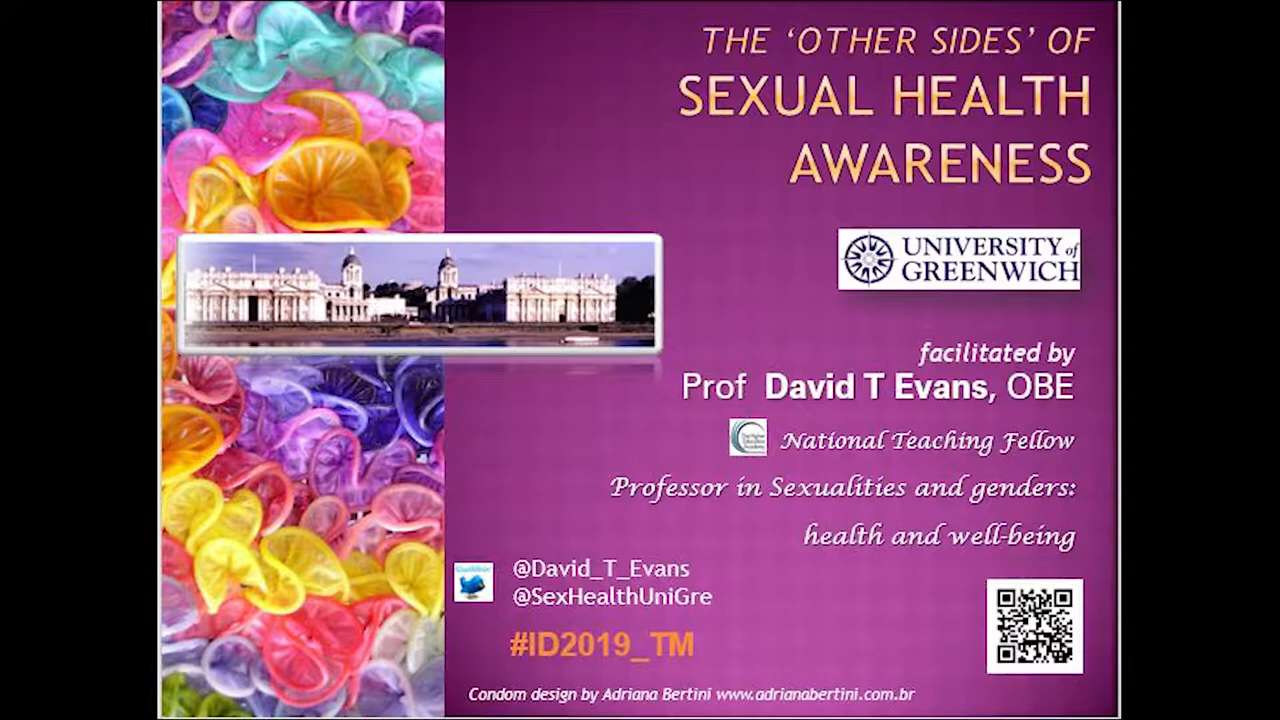 THE ‘OTHER SIDES’ OF
SEXUAL HEALTH
AWARENESS
UNIVERSITY of
GREENWICH
facilitated by
Prof David T Evans, OBE
National Teaching Fellow
Professor in Sexualities and genders:
health and well-being
@David_T_Evans
@SexHealthUniGre
#ID2019_TM
Condom design by Adriana Bertini www.adrianabertini.com.br